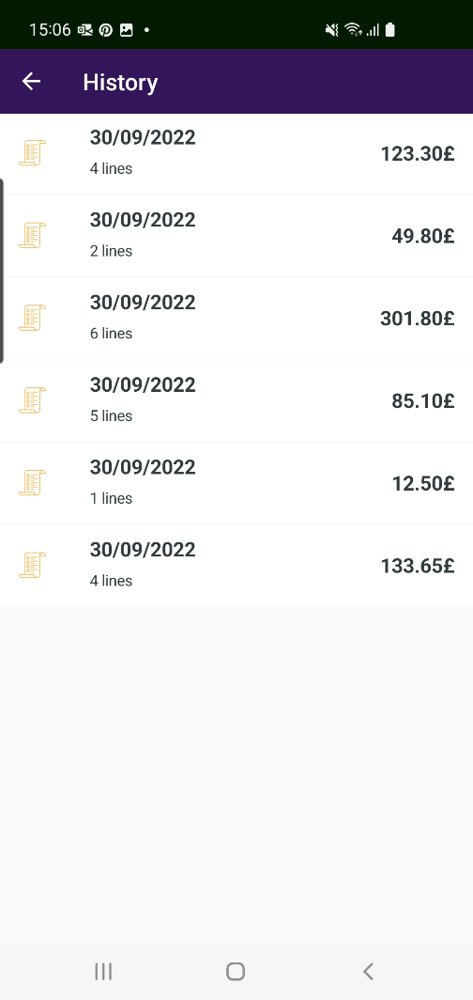 15:06
History
30/09/2022
4 lines
123.30£
30/09/2022
2 lines
49.80£
30/09/2022
6 lines
301.80£
30/09/2022
5 lines
85.10£
30/09/2022
1 lines
12.50£
30/09/2022
4 lines
133.65£